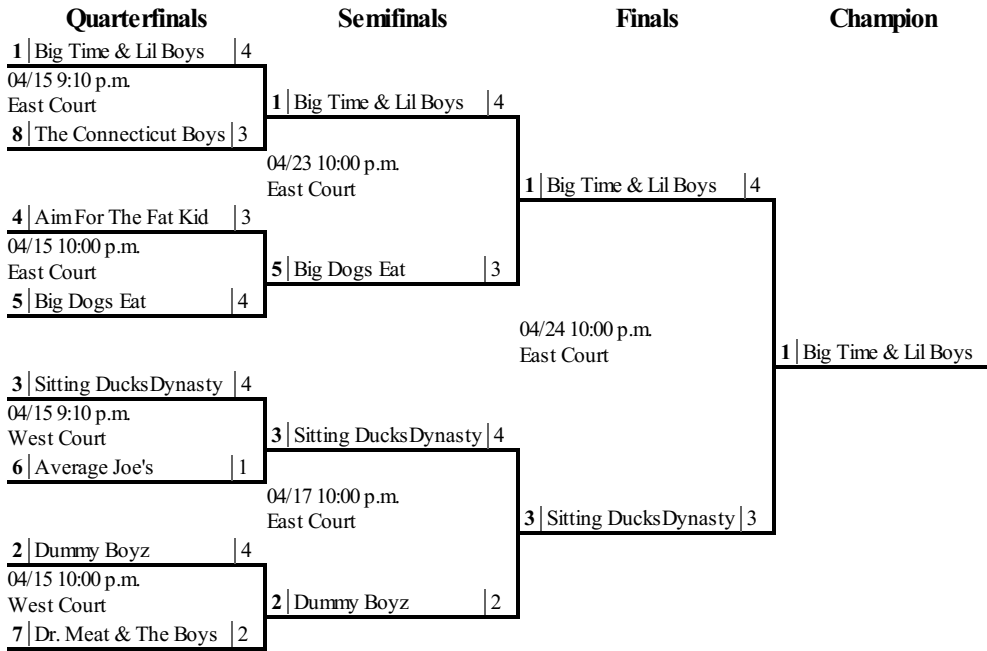 Quarterfinals Semifinals Finals Champion
1 Big Time & Lil Boys 4
04/15 9:10 p.m.
East Court
8 The Connecticut Boys 3
4 Aim For The Fat Kid 3
04/15 10:00 p.m.
East Court
5 Big Dogs Eat 4
3 Sitting Ducks Dynasty 4
04/15 9:10 p.m.
West Court
6 Average Joe's 1
2 Dummy Boyz 4
04/15 10:00 p.m.
West Court
7 Dr. Meat & The Boys 2
1 Big Time & Lil Boys 4
04/23 10:00 p.m.
East Court
5 Big Dogs Eat 3
3 Sitting Ducks Dynasty 4
04/17 10:00 p.m.
East Court
2 Dummy Boyz 2
1 Big Time & Lil Boys 4
04/24 10:00 p.m.
East Court
3 Sitting Ducks Dynasty 3
1 Big Time & Lil Boys